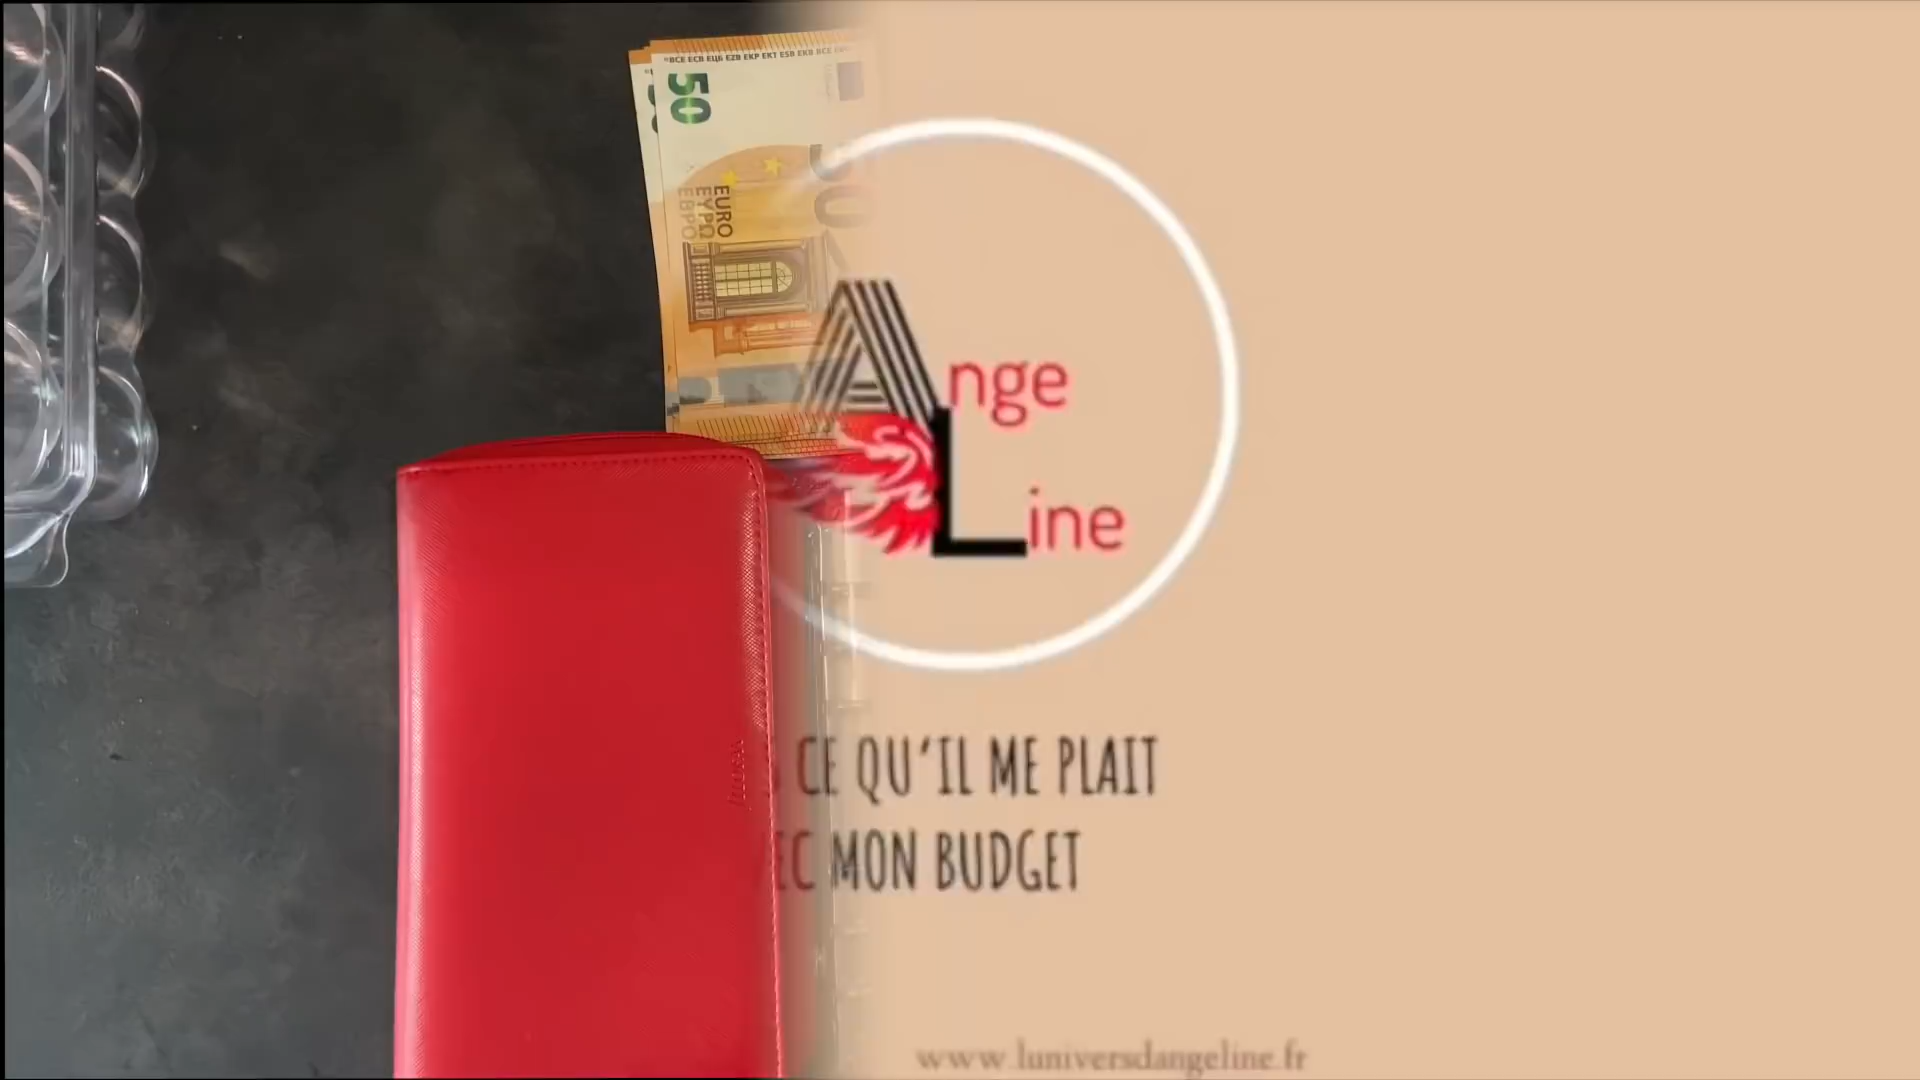 "BCE ECB ЕЦБ EZB EKP EKT ESB EKB BCE
50
EURO
ΕΥΡΩ
ЕВРО
Ange
Line
CE QU'IL ME PLAIT
MON BUDGET
www.luniversdangeline.fr